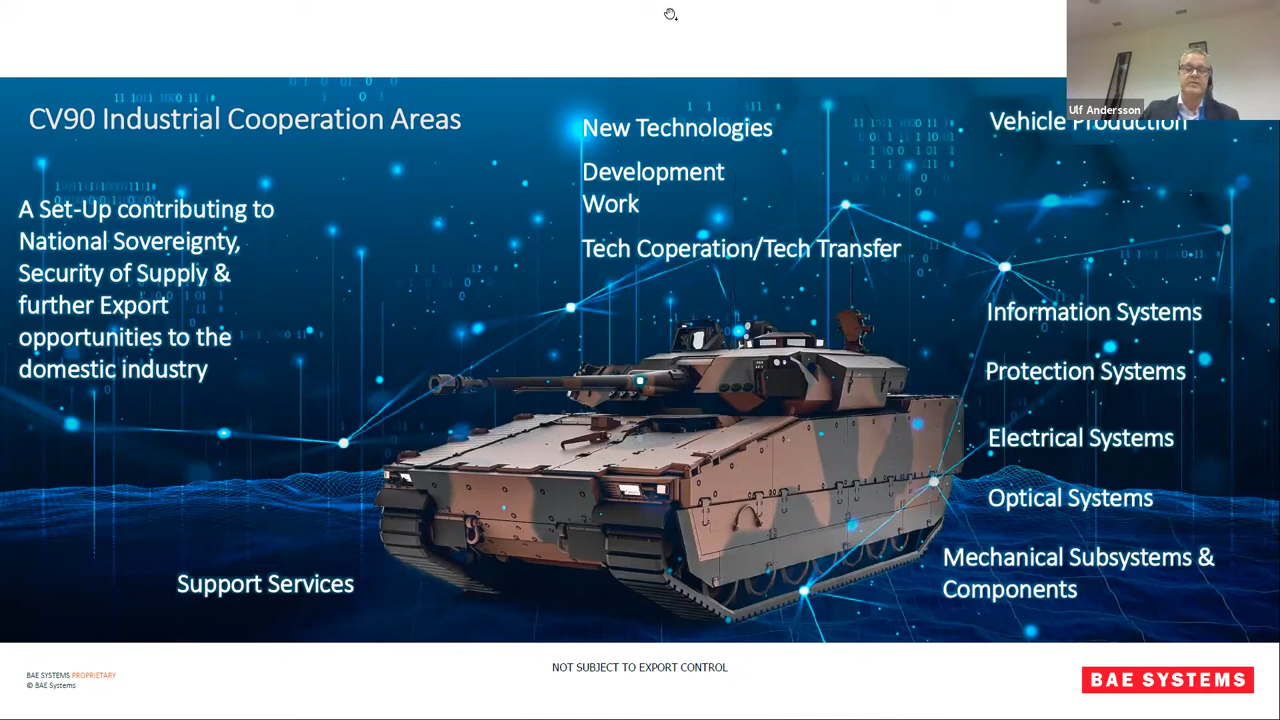 Ulf Andersson
CV90 Industrial Cooperation Areas
A Set-Up contributing to
National Sovereignty,
Security of Supply &
further Export
opportunities to the
domestic industry
New Technologies
Development
Work
Tech Coperation/Tech Transfer
Vehicle Production
Information Systems
Protection Systems
Electrical Systems
Optical Systems
Mechanical Subsystems &
Components
Support Services
NOT SUBJECT TO EXPORT CONTROL
BAE SYSTEMS PROPRIETARY
© BAE Systems
BAE SYSTEMS